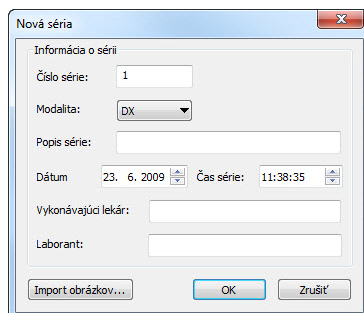 Nová séria
Informácia o sérii
Číslo série: 1
Modalita: DX
Popis série:
Dátum 23. 6. 2009 Čas série: 11:38:35
Vykonávajúci lekár:
Laborant:
Import obrázkov... OK Zrušiť